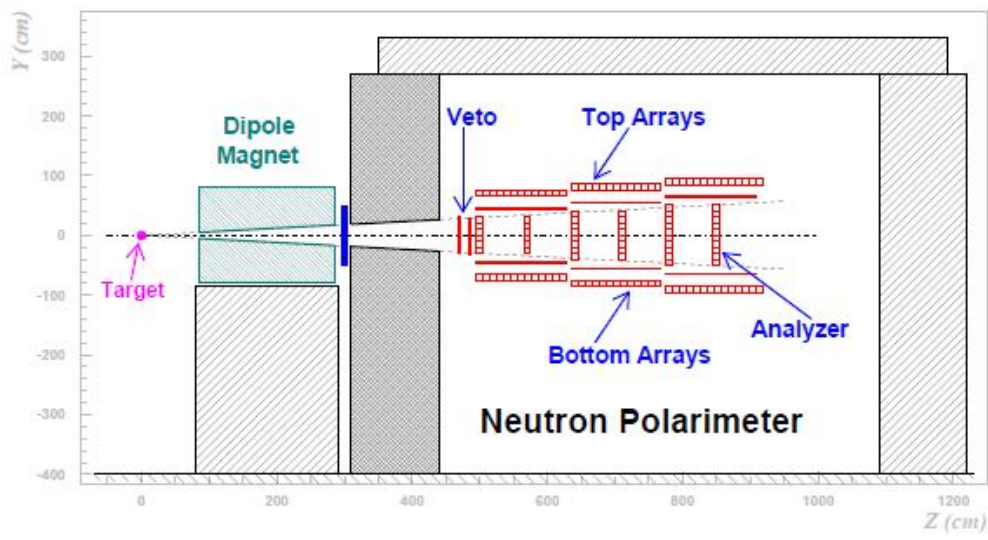 Y (cm)
300
200
100
0
-100
-200
-300
-400
Dipole
Magnet
Veto
Top Arrays
Target
Analyzer
Bottom Arrays
Neutron Polarimeter
0
200
400
600
800
1000
1200
Z (cm)